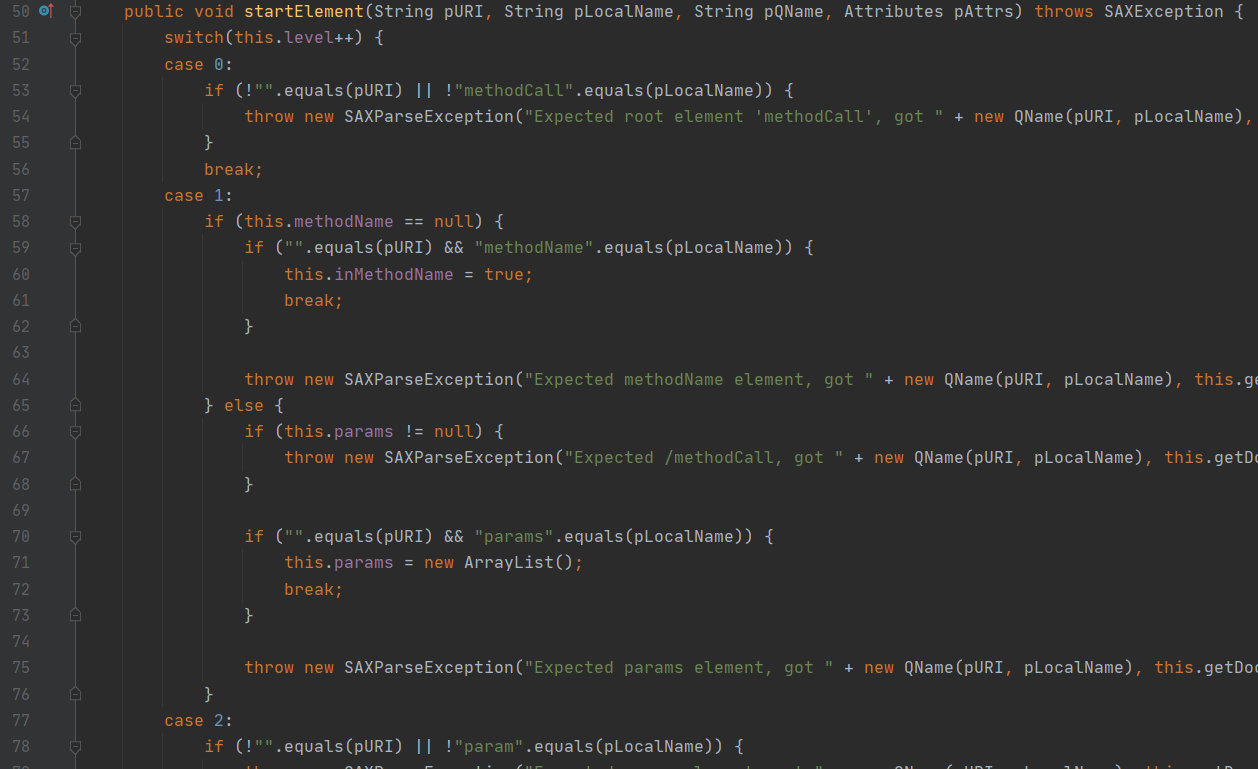 50 public void startElement(String pURI, String pLocalName, String pQName, Attributes pAttrs) throws SAXException {
51 switch(this.level++) {
52 case 0:
53 if (!"".equals(pURI) || !"methodCall".equals(pLocalName)) {
54 throw new SAXParseException("Expected root element 'methodCall', got " + new QName(pURI, pLocalName),
55 }
56 break;
57 case 1:
58 if (this.methodName == null) {
59 if ("".equals(pURI) && "methodName".equals(pLocalName)) {
60 this.inMethodName = true;
61 break;
62 }
63
64 throw new SAXParseException("Expected methodName element, got " + new QName(pURI, pLocalName), this.ge
65 } else {
66 if (this.params != null) {
67 throw new SAXParseException("Expected /methodCall, got " + new QName(pURI, pLocalName), this.getDo
68 }
69
70 if ("".equals(pURI) && "params".equals(pLocalName)) {
71 this.params = new ArrayList();
72 break;
73 }
74
75 throw new SAXParseException("Expected params element, got " + new QName(pURI, pLocalName), this.getDoc
76 }
77 case 2:
78 if (!"".equals(pURI) || !"param".equals(pLocalName)) {